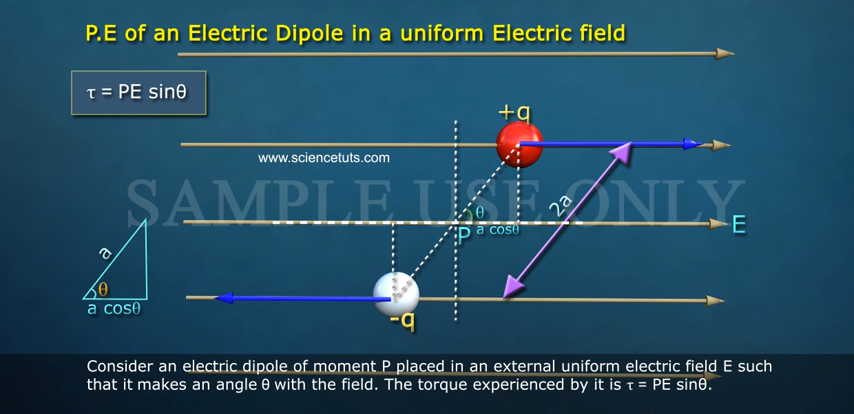 P.E of an Electric Dipole in a uniform Electric field
τ = PE sinθ
+q
www.sciencetuts.com
SAMPLE USE ONLY
2a
θ
E
P a cosθ
a
θ
a cosθ
-q
Consider an electric dipole of moment P placed in an external uniform electric field E such
that it makes an angle θ with the field. The torque experienced by it is τ = PE sinθ.